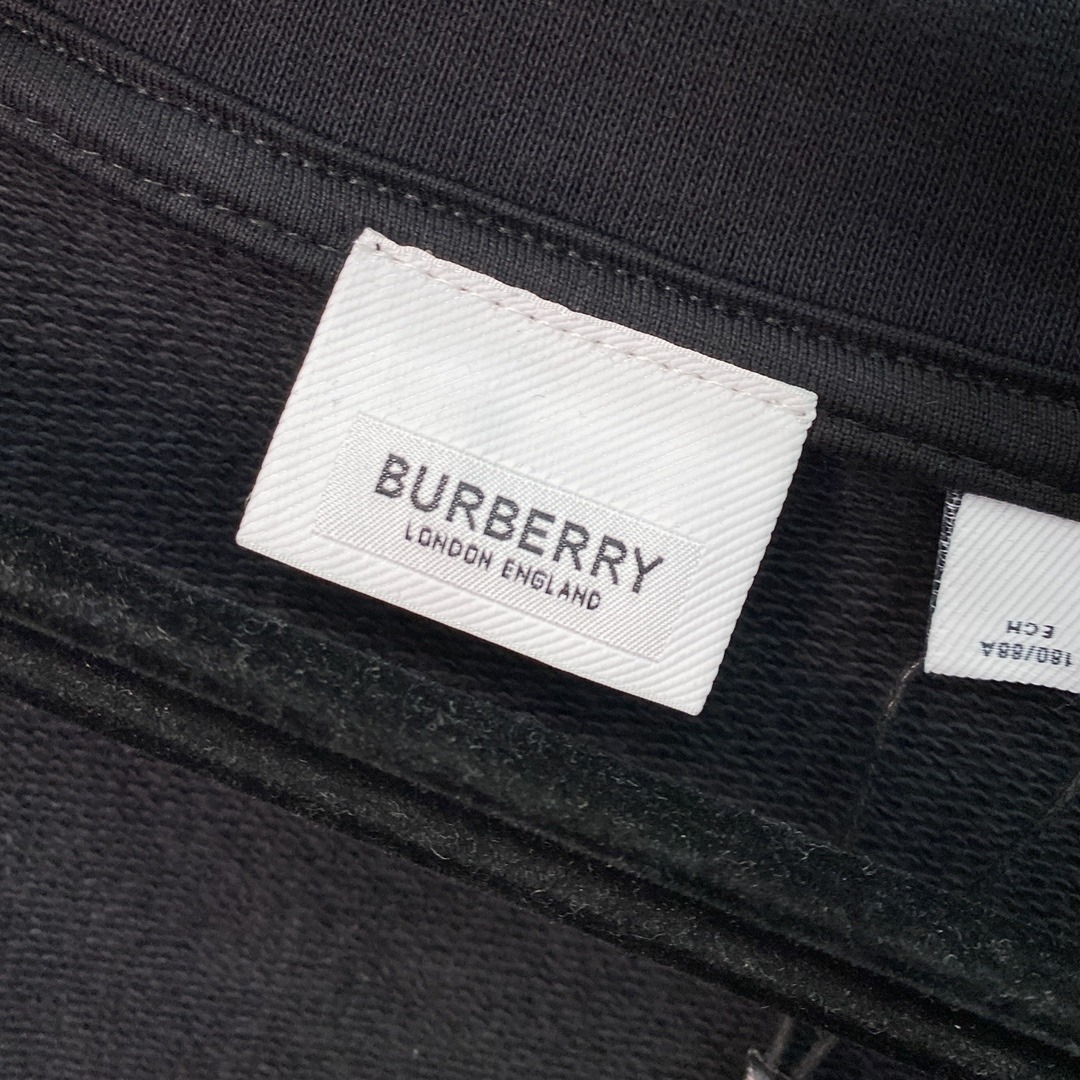 BURBERRY
LONDON ENGLAND
180/88A
ECH